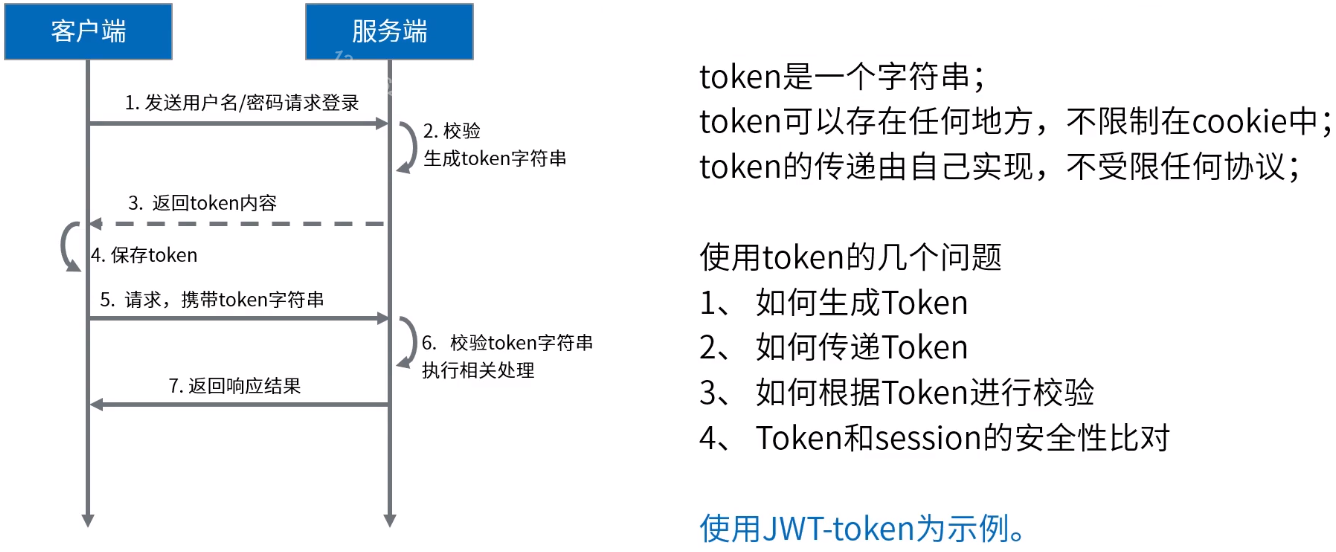 客户端
服务端
1. 发送用户名/密码请求登录
2. 校验
生成token字符串
3. 返回token内容
4. 保存token
5. 请求，携带token字符串
6. 校验token字符串
执行相关处理
7. 返回响应结果
token是一个字符串；
token可以存在任何地方，不限制在cookie中；
token的传递由自己实现，不受限任何协议；
使用token的几个问题
1、 如何生成Token
2、 如何传递Token
3、 如何根据Token进行校验
4、 Token和session的安全性比对
使用JWT-token为示例。